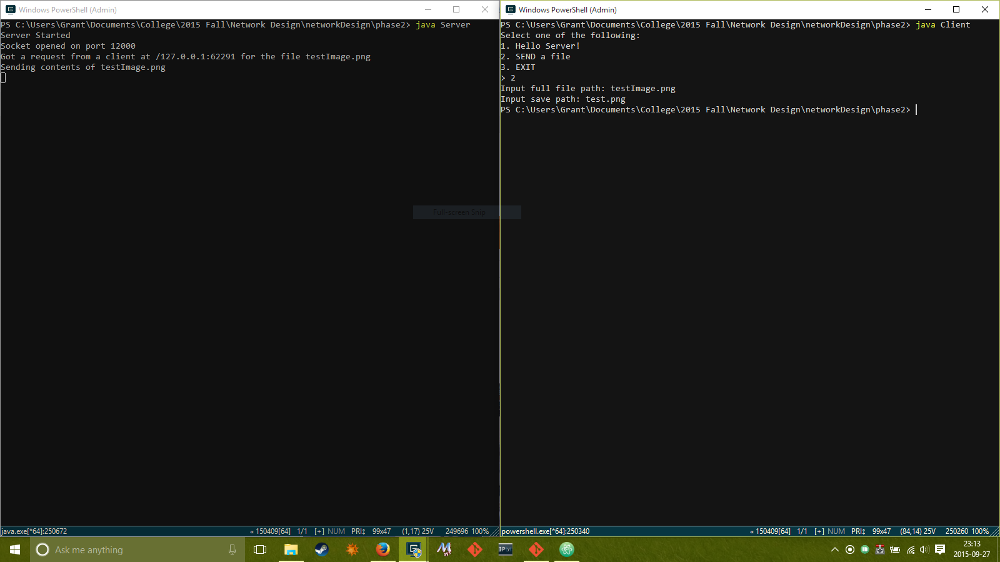 Windows PowerShell (Admin)
PS C:\Users\Grant\Documents\College\2015 Fall\Network Design\networkDesign\phase2> java Server
Server Started
Socket opened on port 12000
Got a request from a client at /127.0.0.1:62291 for the file testImage.png
Sending contents of testImage.png
java.exe[*64]:250672
« 150409[64] 1/1 [+] NUM PRI↕ 99x47 (1,17) 25V 249696 100%
Windows PowerShell (Admin)
PS C:\Users\Grant\Documents\College\2015 Fall\Network Design\networkDesign\phase2> java Client
Select one of the following:
1. Hello Server!
2. SEND a file
3. EXIT
> 2
Input full file path: testImage.png
Input save path: test.png
PS C:\Users\Grant\Documents\College\2015 Fall\Network Design\networkDesign\phase2>
powershell.exe[*64]:250340
« 150409[64] 1/1 [+] NUM PRI↕ 99x47 (84,14) 25V 250260 100%
Full-screen Snip
Ask me anything
M sys
IP[y]
23:13
2015-09-27